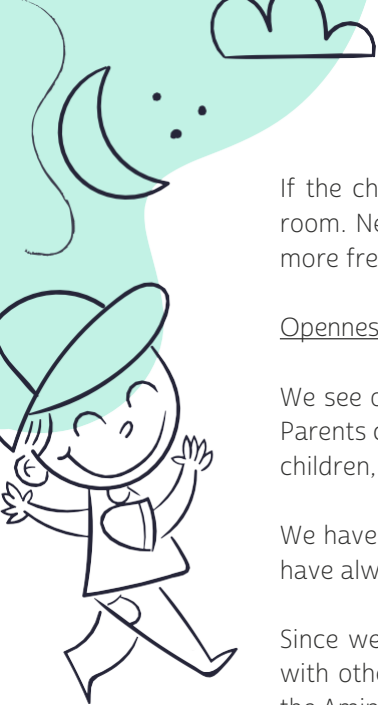 If the ch
room. Ne
more fre
Opennes
We see o
Parents o
children,
We have
have alw
Since we
with othe